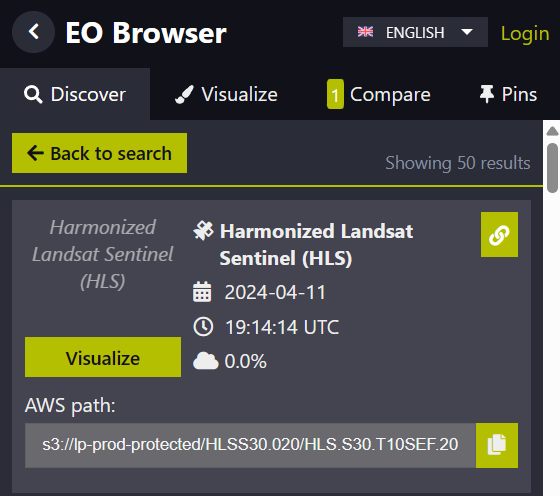 EO Browser
ENGLISH
Login
Discover
Visualize
1 Compare
Pins
Back to search
Showing 50 results
Harmonized
Landsat Sentinel
(HLS)
Visualize
Harmonized Landsat
Sentinel (HLS)
2024-04-11
19:14:14 UTC
0.0%
AWS path:
s3://lp-prod-protected/HLSS30.020/HLS.S30.T10SEF.20